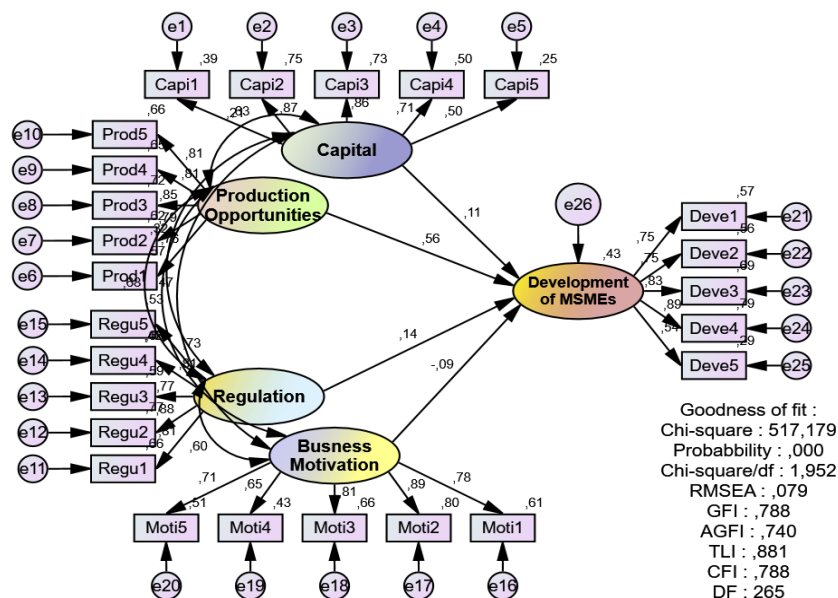 e1 e2 e3 e4 e5
,39 ,75 ,73 ,50 ,25
Capi1 Capi2 Capi3 Capi4 Capi5
,87 ,86 ,71 ,50
Capital
e10 Prod5 ,66
e9 Prod4
e8 Prod3
e7 Prod2
e6 Prod1
,81
,81
,85
Production
Opportunities
,11
,56
,14
-,09
e26
,43
Development
of MSMEs
,75
,75
,83
,89
,54
Deve1 ,57 e21
Deve2 e22
Deve3 e23
Deve4 ,79 e24
Deve5 ,29 e25
,53
,73
e15 Regu5
e14 Regu4
e13 Regu3
e12 Regu2
e11 Regu1
,59
,77
,88
,60
Regulation
Busness
Motivation
,71 ,65 ,81 ,89 ,78
,51 ,43 ,66 ,80 ,61
Moti5 Moti4 Moti3 Moti2 Moti1
e20 e19 e18 e17 e16
Goodness of fit :
Chi-square : 517,179
Probabbility : ,000
Chi-square/df : 1,952
RMSEA : ,079
GFI : ,788
AGFI : ,740
TLI : ,881
CFI : ,788
DF : 265